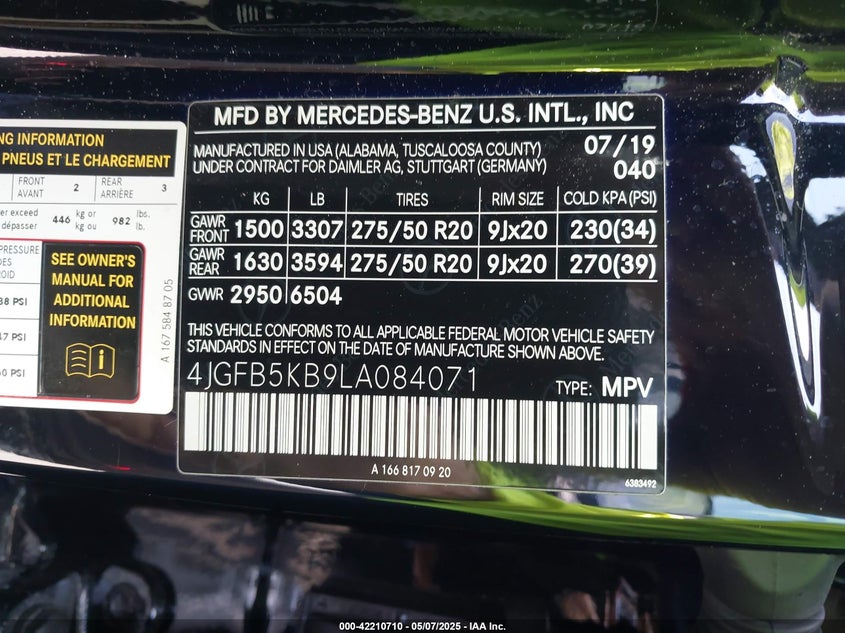 MFD BY MERCEDES-BENZ U.S. INTL., INC
MANUFACTURED IN USA (ALABAMA, TUSCALOOSA COUNTY) 07/19
UNDER CONTRACT FOR DAIMLER AG, STUTTGART (GERMANY) 040
KG LB TIRES RIM SIZE COLD KPA (PSI)
GAWR FRONT 1500 3307 275/50 R20 9Jx20 230(34)
GAWR REAR 1630 3594 275/50 R20 9Jx20 270(39)
GVWR 2950 6504
THIS VEHICLE CONFORMS TO ALL APPLICABLE FEDERAL MOTOR VEHICLE SAFETY
STANDARDS IN EFFECT ON THE DATE OF MANUFACTURE SHOWN ABOVE.
4JGFB5KB9LA084071 TYPE: MPV
A 166 817 09 20
6383492
INFORMATION
PNEUS ET LE CHARGEMENT
FRONT 2 REAR 3
AVANT ARRIÈRE
exceed 446 kg or 982 lbs.
dépasser kg ou lb.
SEE OWNER'S
MANUAL FOR
ADDITIONAL
INFORMATION
PSI
PSI
PSI
A 167 584 87 05
000-42210710 - 05/07/2025 - IAA Inc.